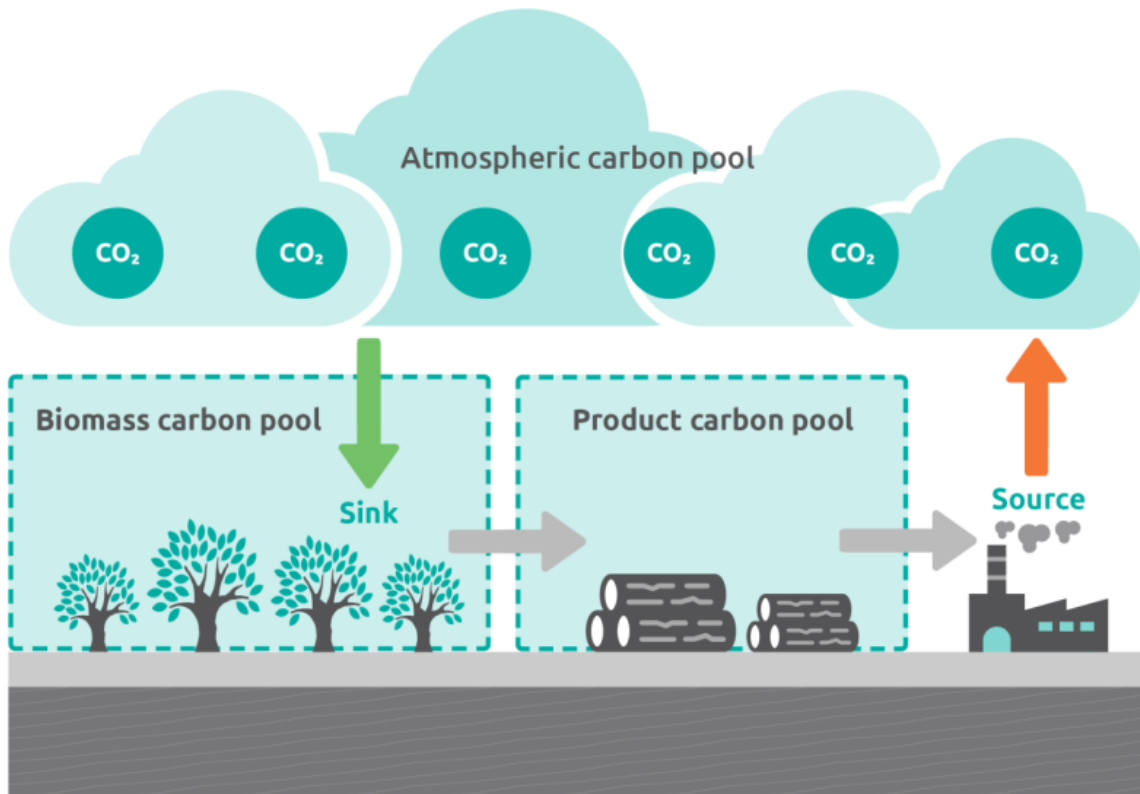 Atmospheric carbon pool
CO₂ CO₂ CO₂ CO₂ CO₂ CO₂
Biomass carbon pool
Product carbon pool
Sink
Source